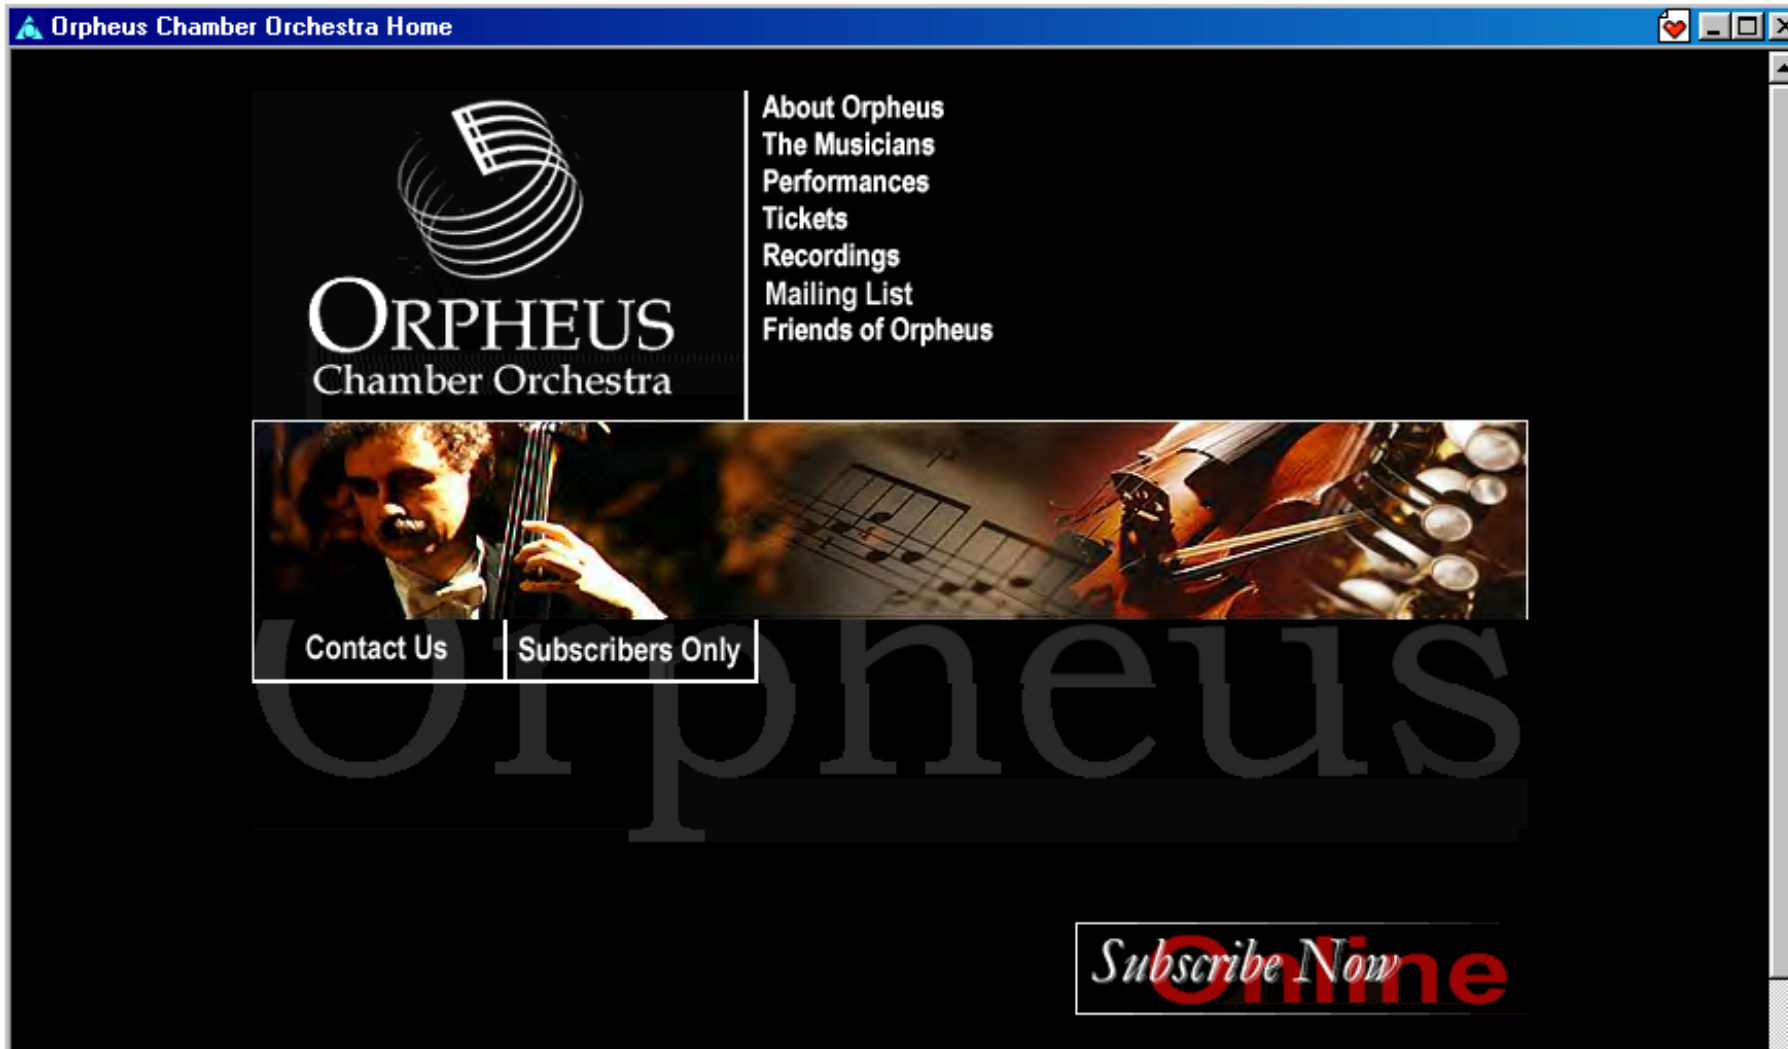 Orpheus Chamber Orchestra Home
ORPHEUS
Chamber Orchestra
About Orpheus
The Musicians
Performances
Tickets
Recordings
Mailing List
Friends of Orpheus
Contact Us
Subscribers Only
Orpheus
Subscribe Now
Online